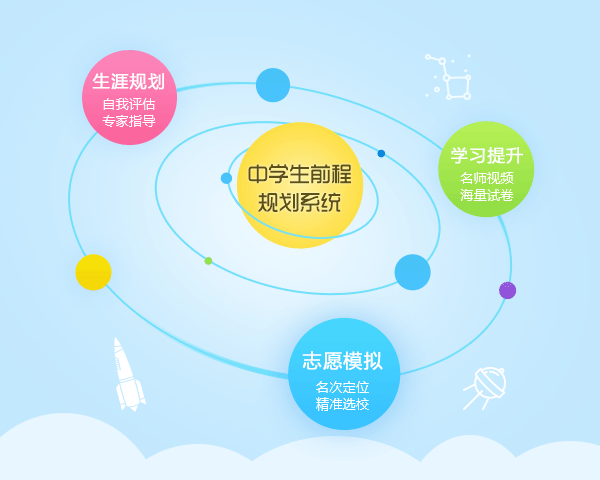 生涯规划
自我评估
专家指导
学习提升
名师视频
海量试卷
中学生前程
规划系统
志愿模拟
名次定位
精准选校